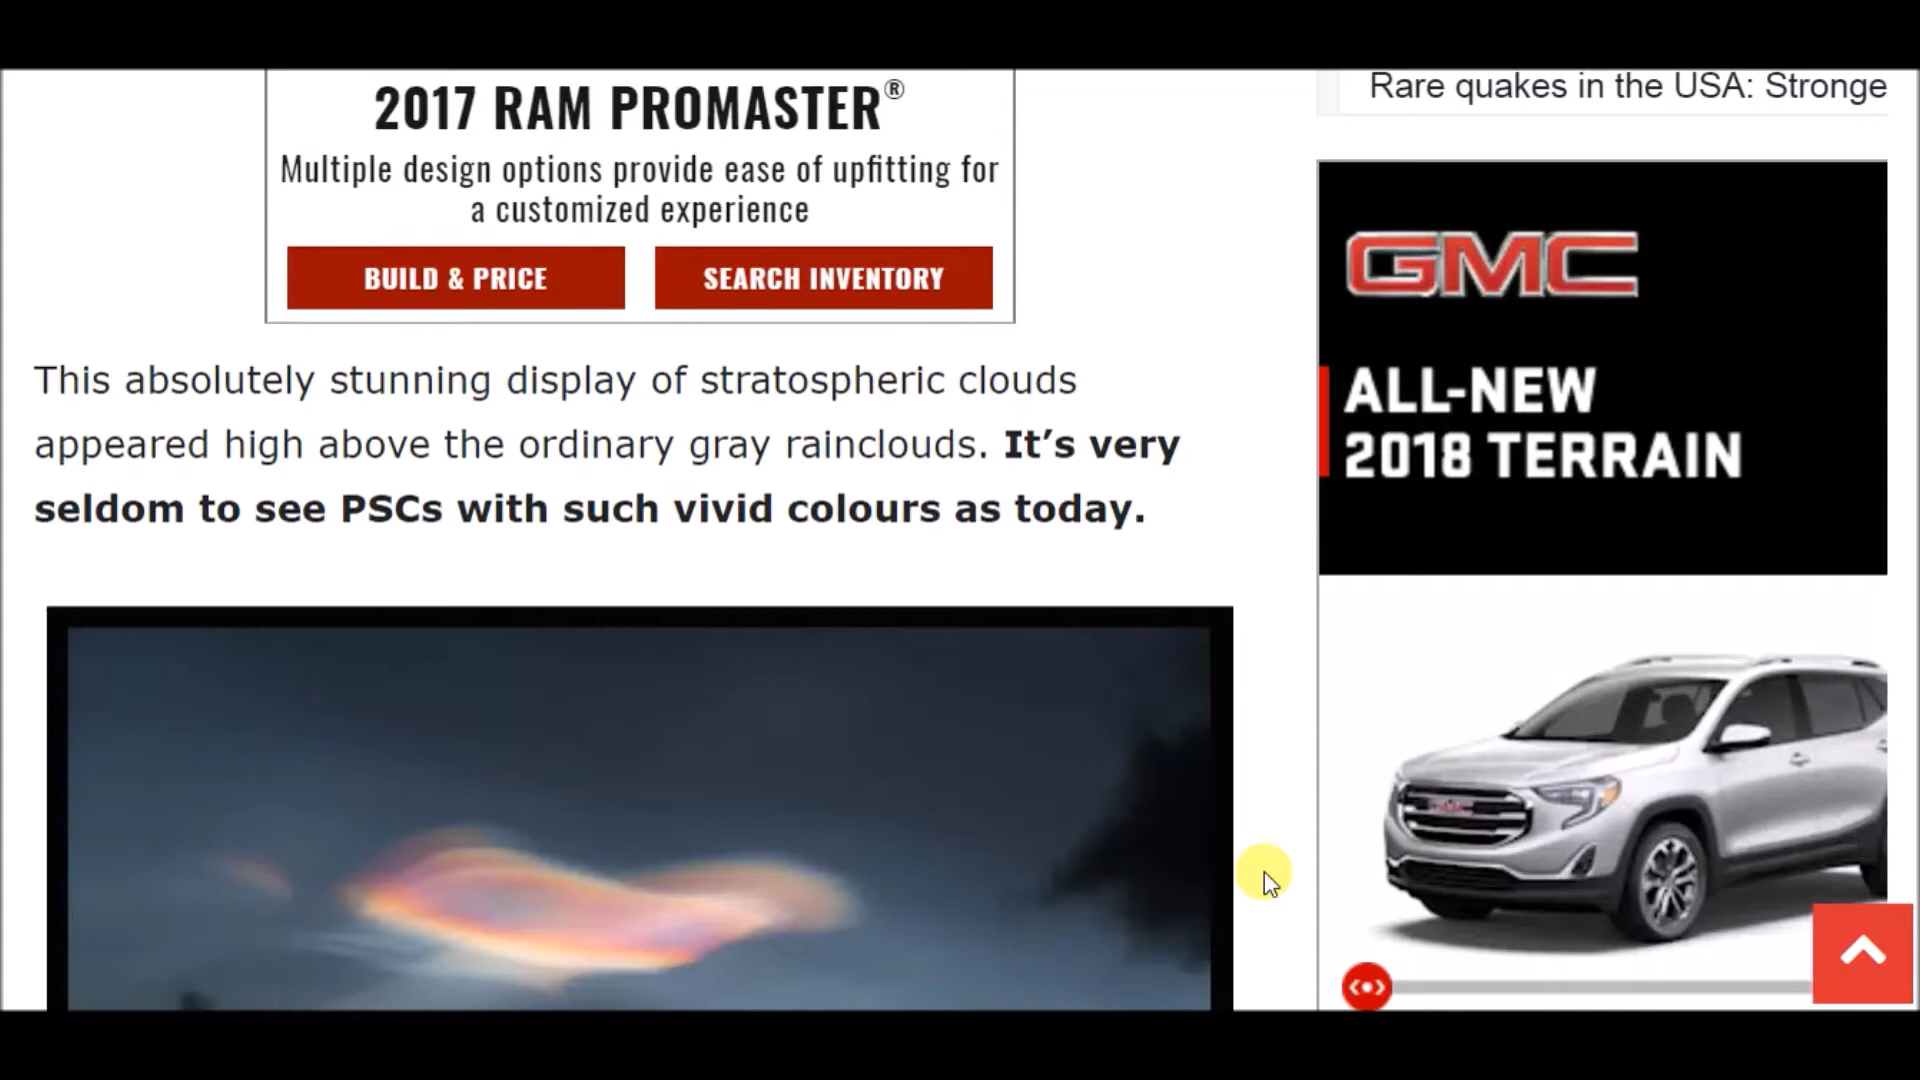 2017 RAM PROMASTER®
Multiple design options provide ease of upfitting for
a customized experience
BUILD & PRICE
SEARCH INVENTORY
This absolutely stunning display of stratospheric clouds
appeared high above the ordinary gray rainclouds. It’s very
seldom to see PSCs with such vivid colours as today.
Rare quakes in the USA: Stronge
GMC
ALL-NEW
2018 TERRAIN
GMC